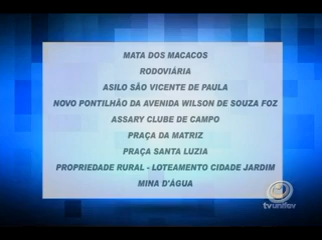 MATA DOS MACACOS
RODOVIÁRIA
ASILO SÃO VICENTE DE PAULA
NOVO PONTILHÃO DA AVENIDA WILSON DE SOUZA FOZ
ASSARY CLUBE DE CAMPO
PRAÇA DA MATRIZ
PRAÇA SANTA LUZIA
PROPRIEDADE RURAL - LOTEAMENTO CIDADE JARDIM
MINA D'ÁGUA
tvunifev